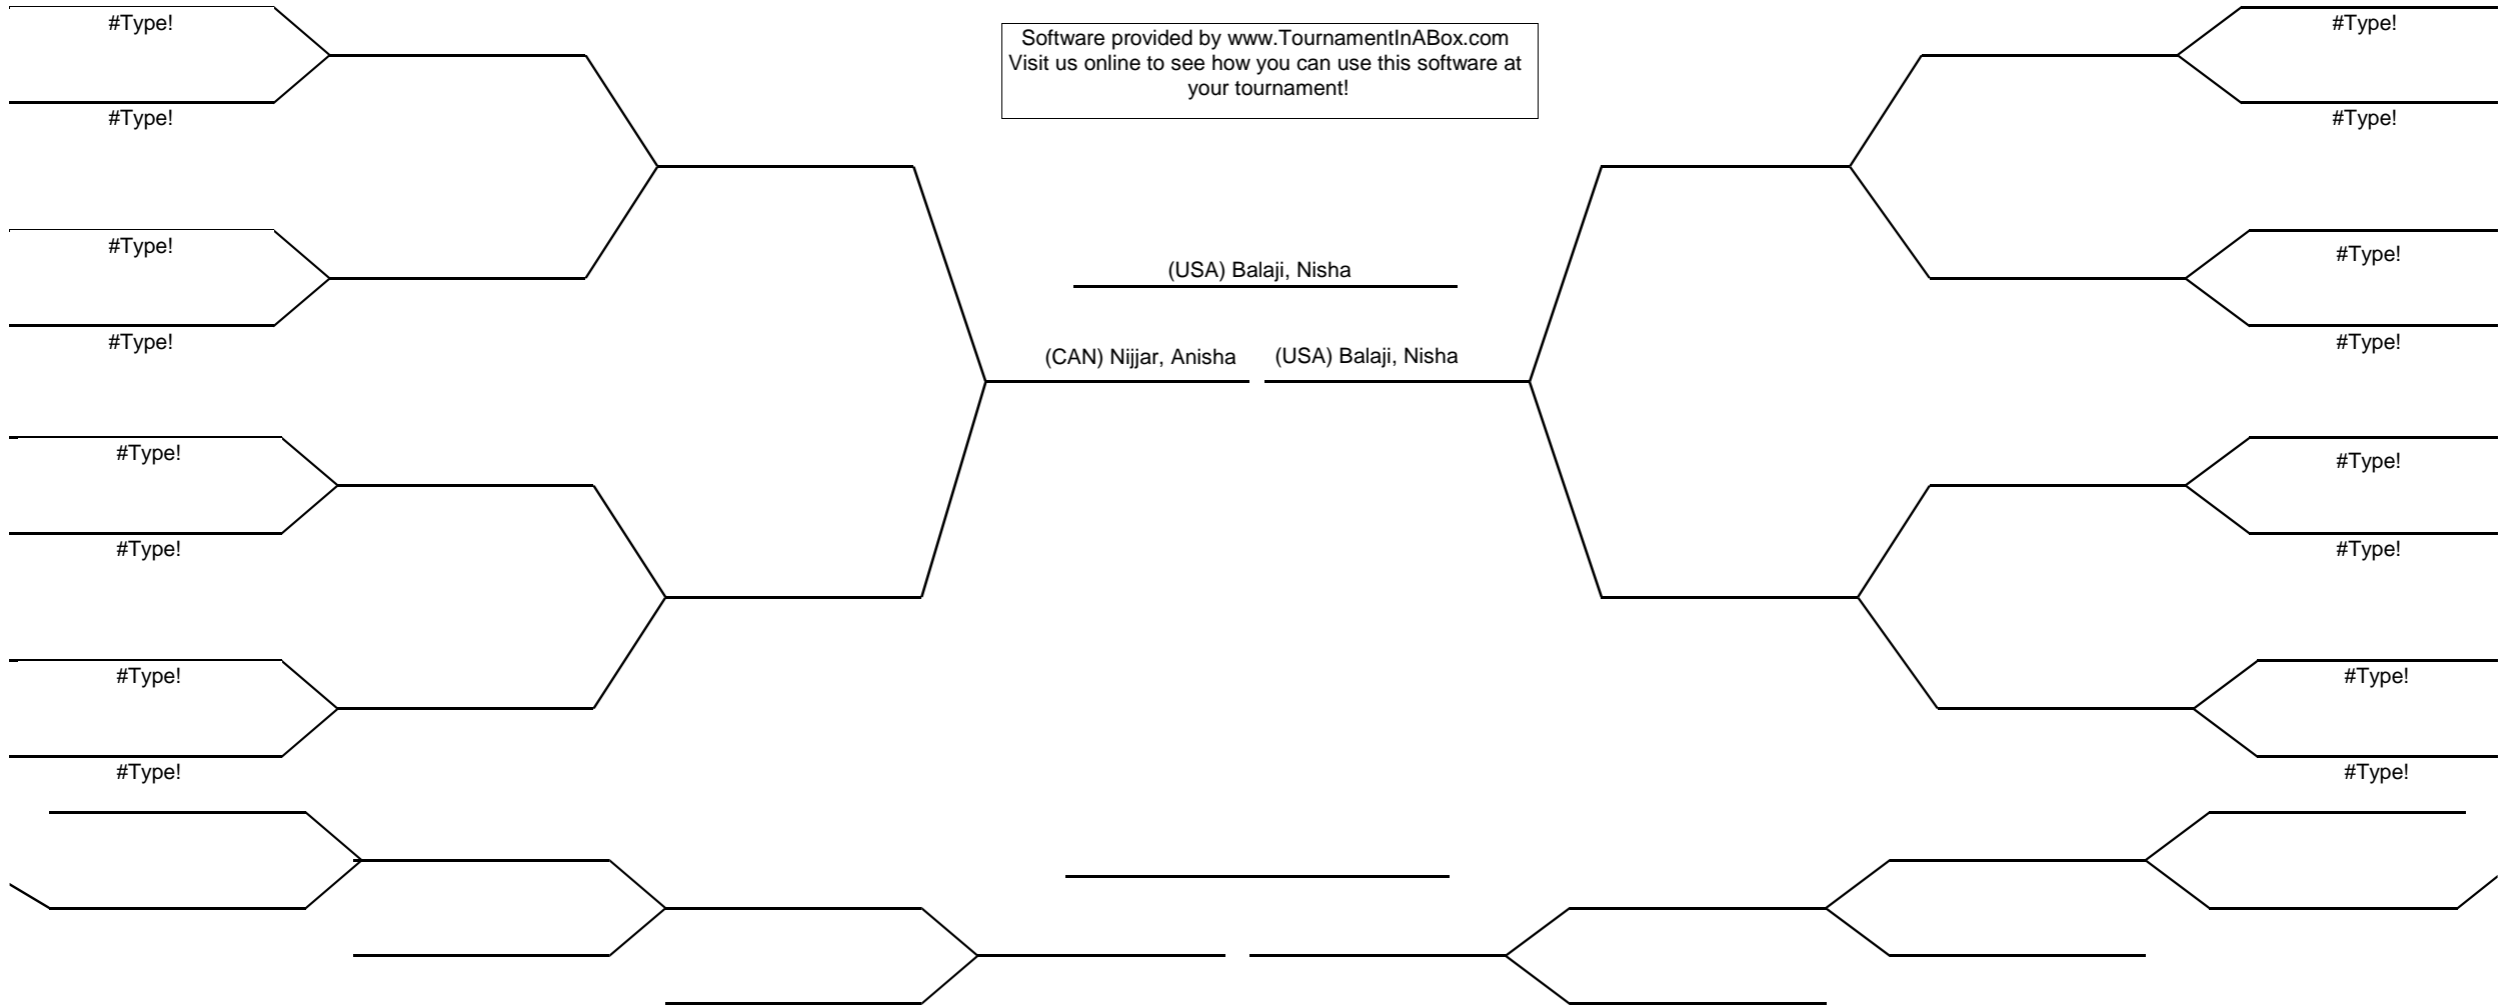 #Type!
#Type!
Software provided by www.TournamentInABox.com
Visit us online to see how you can use this software at
your tournament!
#Type!
#Type!
#Type!
#Type!
(USA) Balaji, Nisha
#Type!
#Type!
(CAN) Nijjar, Anisha
(USA) Balaji, Nisha
#Type!
#Type!
#Type!
#Type!
#Type!
#Type!
#Type!
#Type!